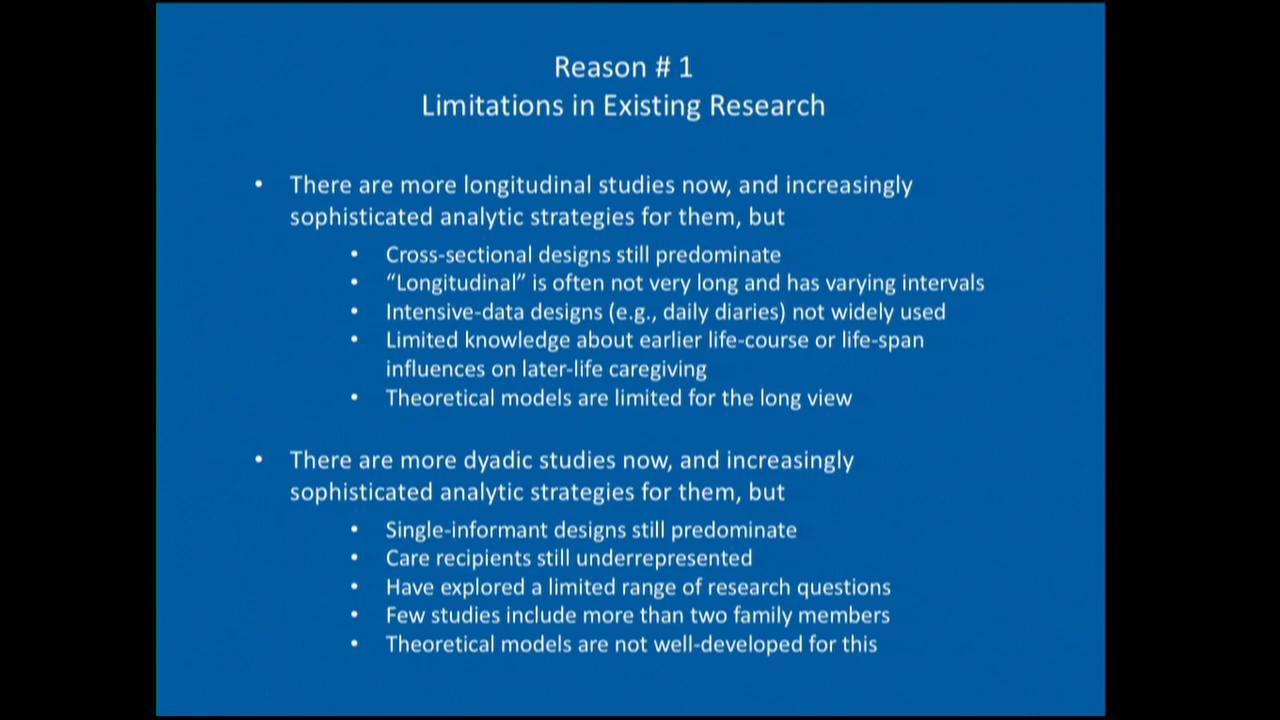 Reason # 1
Limitations in Existing Research
• There are more longitudinal studies now, and increasingly
sophisticated analytic strategies for them, but
• Cross-sectional designs still predominate
• “Longitudinal” is often not very long and has varying intervals
• Intensive-data designs (e.g., daily diaries) not widely used
• Limited knowledge about earlier life-course or life-span
influences on later-life caregiving
• Theoretical models are limited for the long view
• There are more dyadic studies now, and increasingly
sophisticated analytic strategies for them, but
• Single-informant designs still predominate
• Care recipients still underrepresented
• Have explored a limited range of research questions
• Few studies include more than two family members
• Theoretical models are not well-developed for this